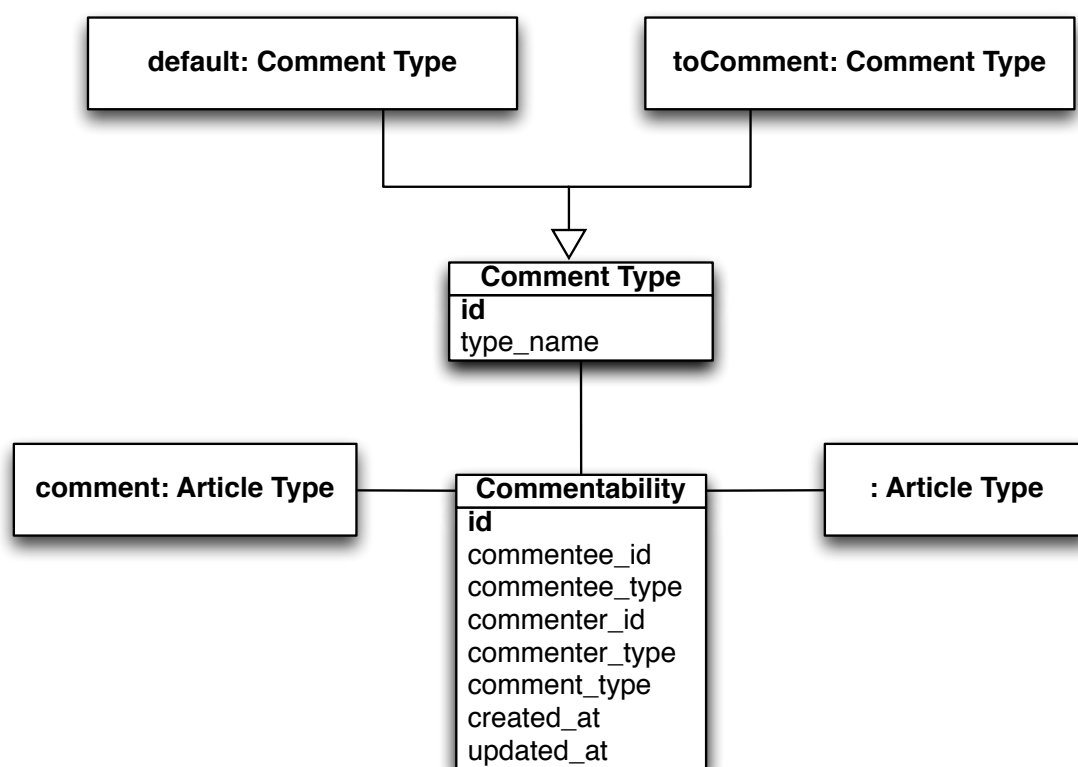 default: Comment Type
toComment: Comment Type
Comment Type
id
type_name
comment: Article Type
Commentability
: Article Type
id
commentee_id
commentee_type
commenter_id
commenter_type
comment_type
created_at
updated_at